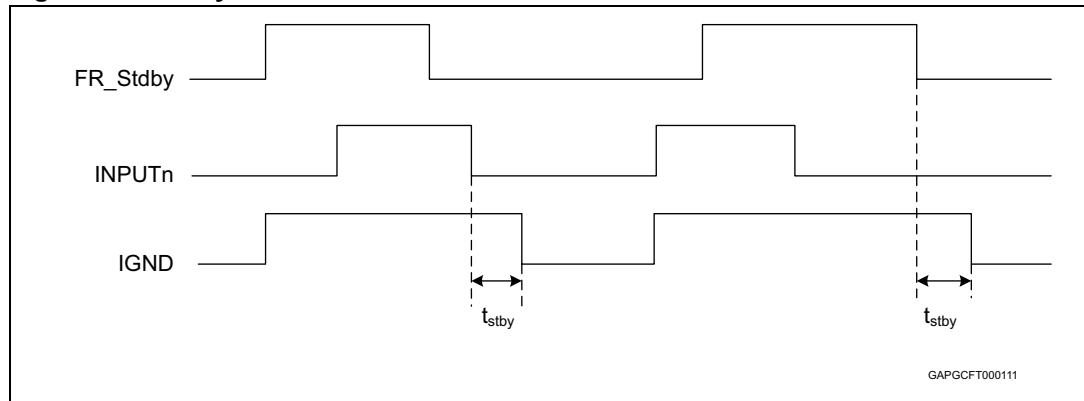 FR_Stdby
INPUTn
IGND
tstby
tstby
GAPGCFT000111